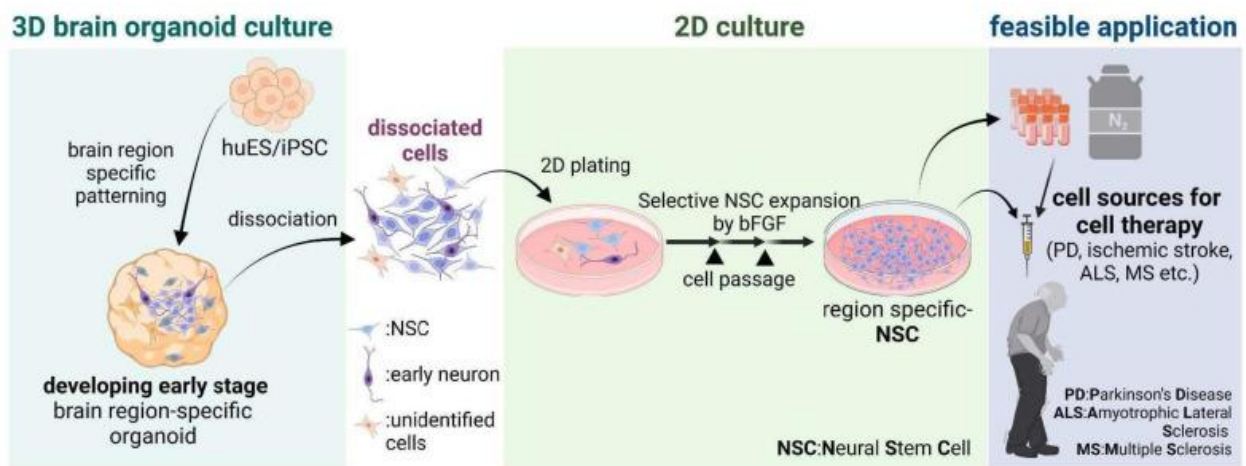 3D brain organoid culture
2D culture
feasible application
huES/iPSC
brain region
specific
patterning
dissociation
developing early stage
brain region-specific
organoid
dissociated
cells
:NSC
:early neuron
:unidentified
cells
2D plating
Selective NSC expansion
by bFGF
cell passage
region specific-
NSC
NSC:Neural Stem Cell
N₂
cell sources for
cell therapy
(PD, ischemic stroke,
ALS, MS etc.)
PD:Parkinson's Disease
ALS:Amyotrophic Lateral
Sclerosis
MS:Multiple Sclerosis